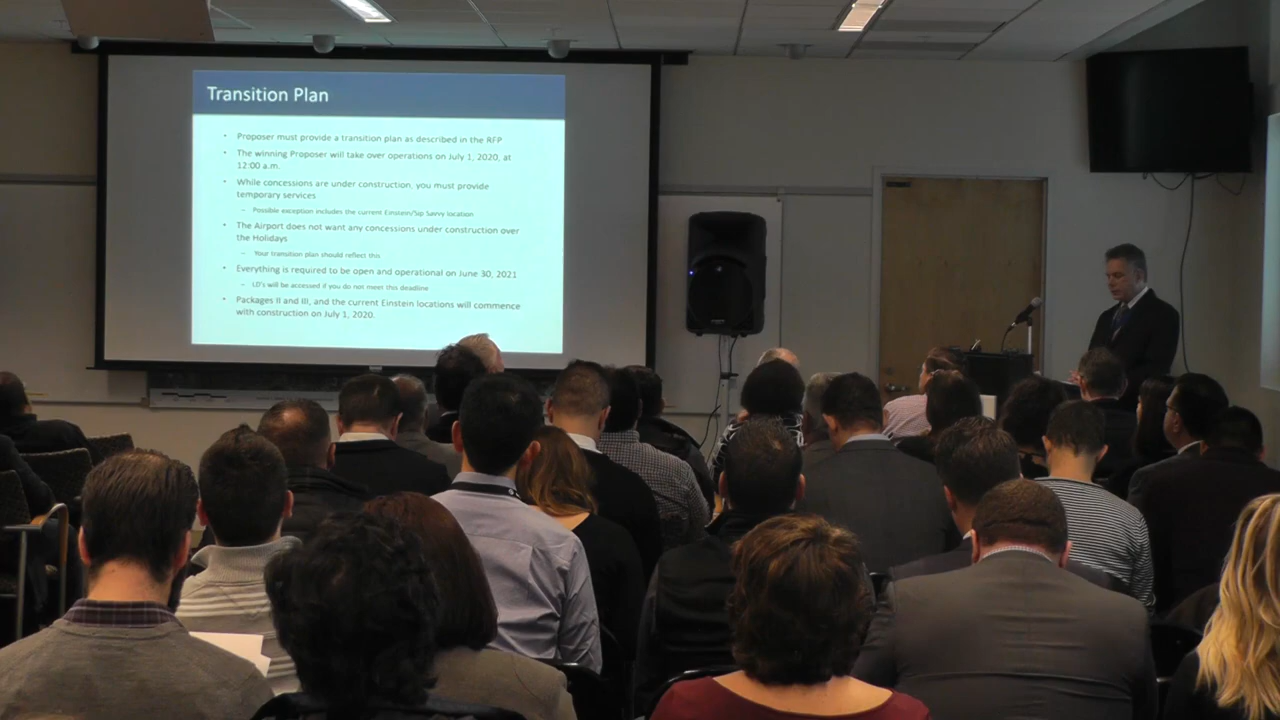 Transition Plan
• Proposer must provide a transition plan as described in the RFP
• The winning Proposer will take over operations on July 1, 2020, at
12:00 a.m.
• While concessions are under construction, you must provide
temporary services
– Possible exception includes the current Einstein/Sip Savvy location
• The Airport does not want any concessions under construction over
the Holidays
– Your transition plan should reflect this
• Everything is required to be open and operational on June 30, 2021
– LD's will be accessed if you do not meet this deadline
• Packages II and III, and the current Einstein locations will commence
with construction on July 1, 2020.